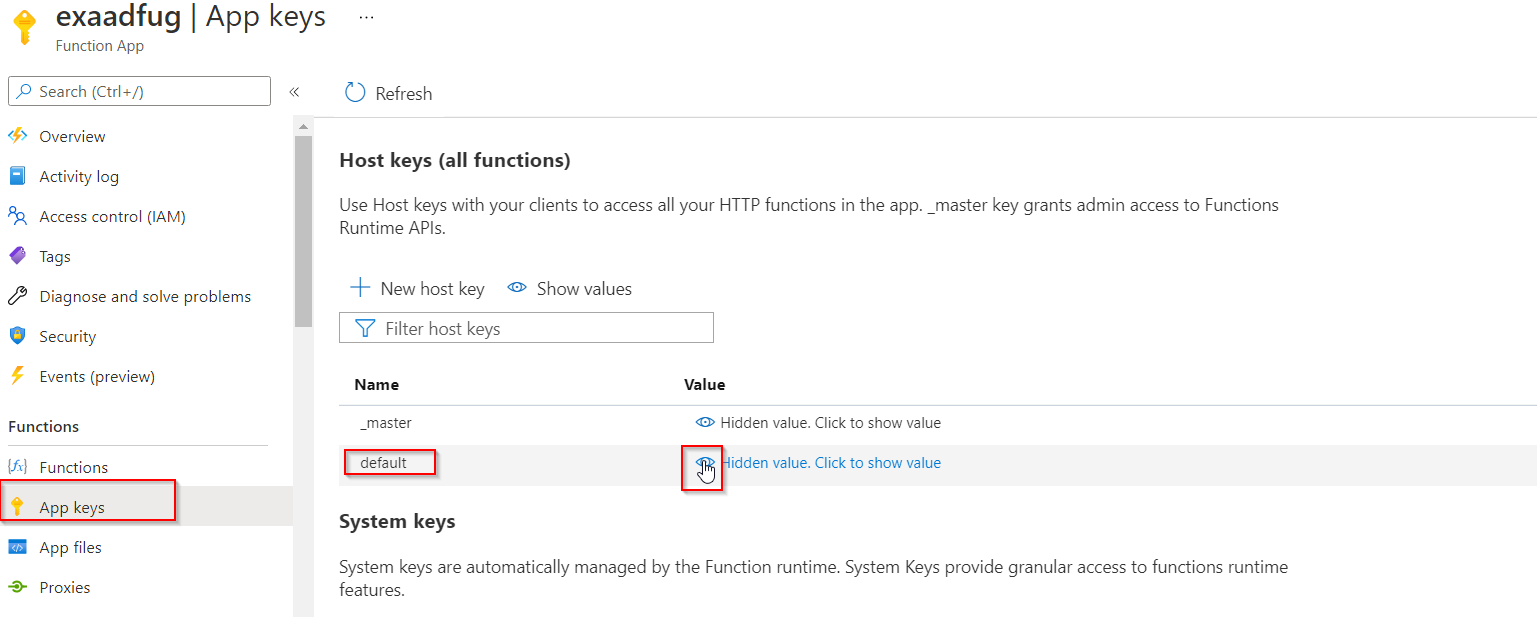 exaadfug | App keys ...
Function App
Search (Ctrl+/)
«
Overview
Activity log
Access control (IAM)
Tags
Diagnose and solve problems
Security
Events (preview)
Functions
Functions
App keys
App files
Proxies
Refresh
Host keys (all functions)
Use Host keys with your clients to access all your HTTP functions in the app. _master key grants admin access to Functions
Runtime APIs.
New host key Show values
Filter host keys
Name Value
_master Hidden value. Click to show value
default Hidden value. Click to show value
System keys
System keys are automatically managed by the Function runtime. System Keys provide granular access to functions runtime
features.